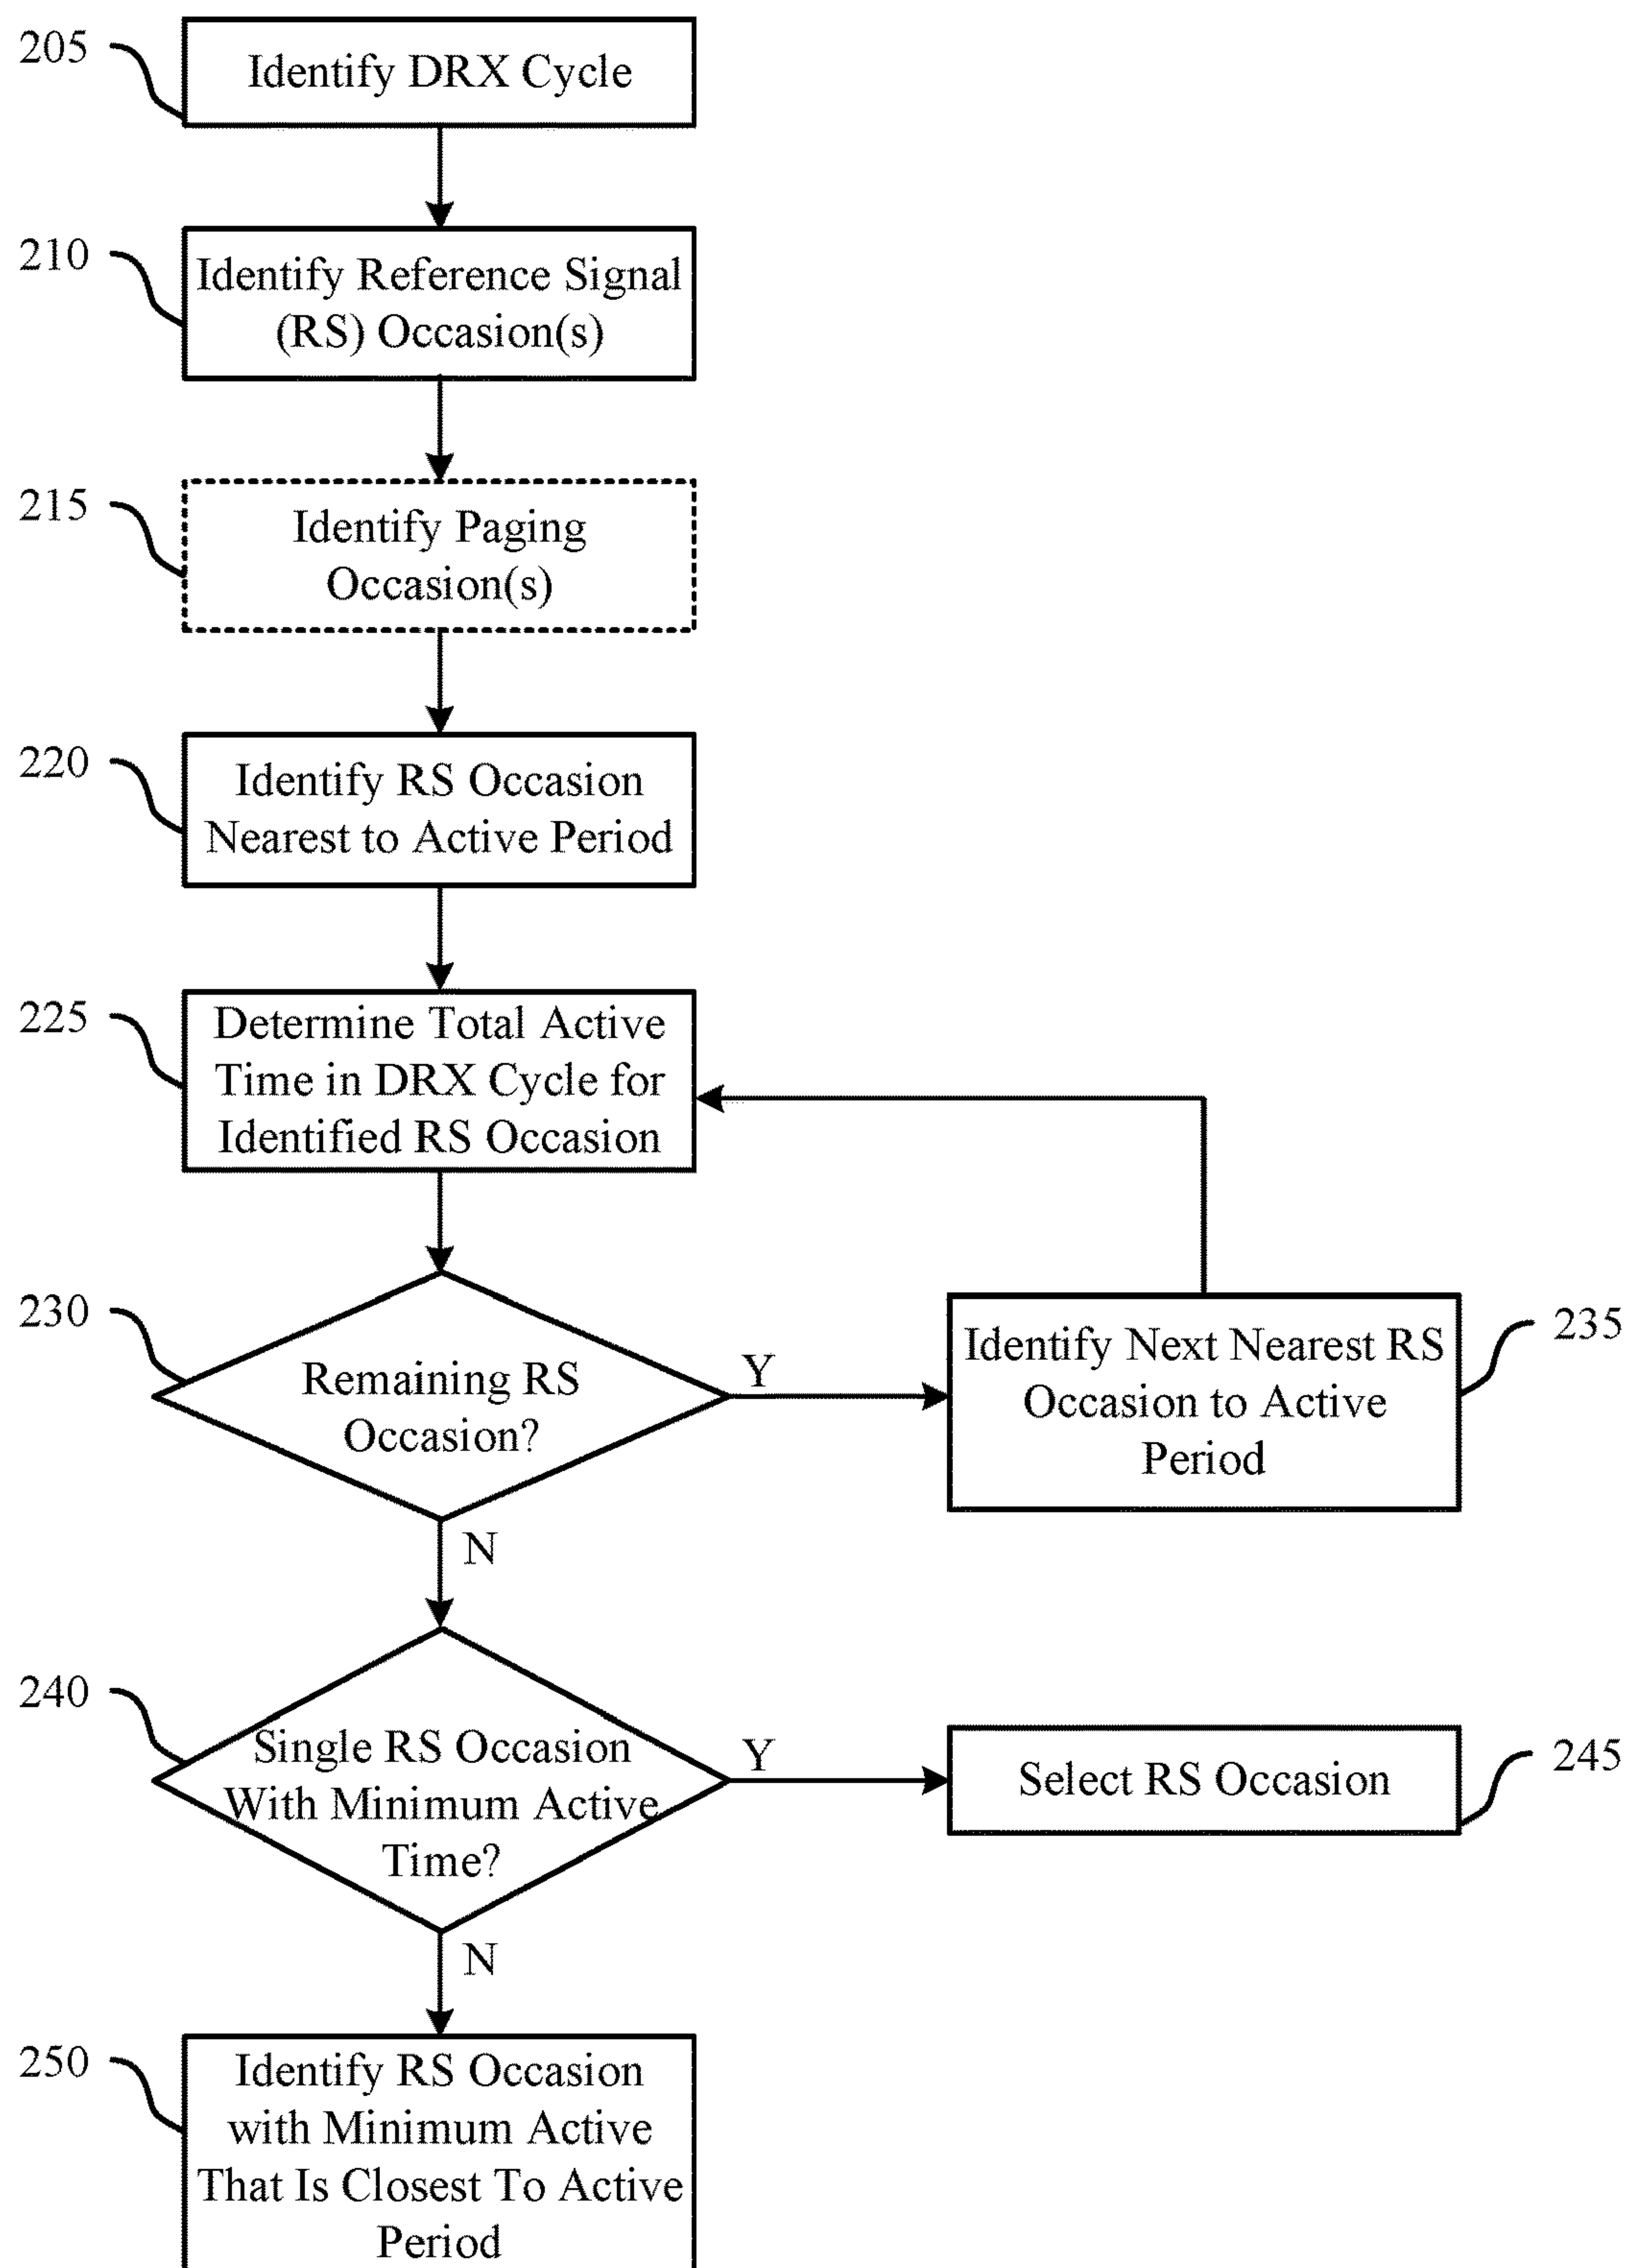 205
Identify DRX Cycle
210
Identify Reference Signal
(RS) Occasion(s)
215
Identify Paging
Occasion(s)
220
Identify RS Occasion
Nearest to Active Period
225
Determine Total Active
Time in DRX Cycle for
Identified RS Occasion
230
Remaining RS
Occasion?
Y
N
Identify Next Nearest RS
Occasion to Active
Period
235
240
Single RS Occasion
With Minimum Active
Time?
Y
N
Select RS Occasion
245
250
Identify RS Occasion
with Minimum Active
That Is Closest To Active
Period